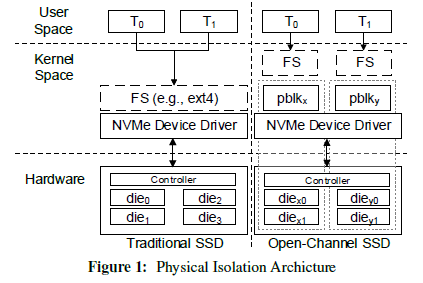 User Space
T0
T1
T0
T1
Kernel Space
FS
FS
FS (e.g., ext4)
pblkx
pblky
NVMe Device Driver
NVMe Device Driver
Hardware
Controller
Controller
die0
die2
diex0
diey0
die1
die3
diex1
diey1
Traditional SSD
Open-Channel SSD
Figure 1: Physical Isolation Archicture